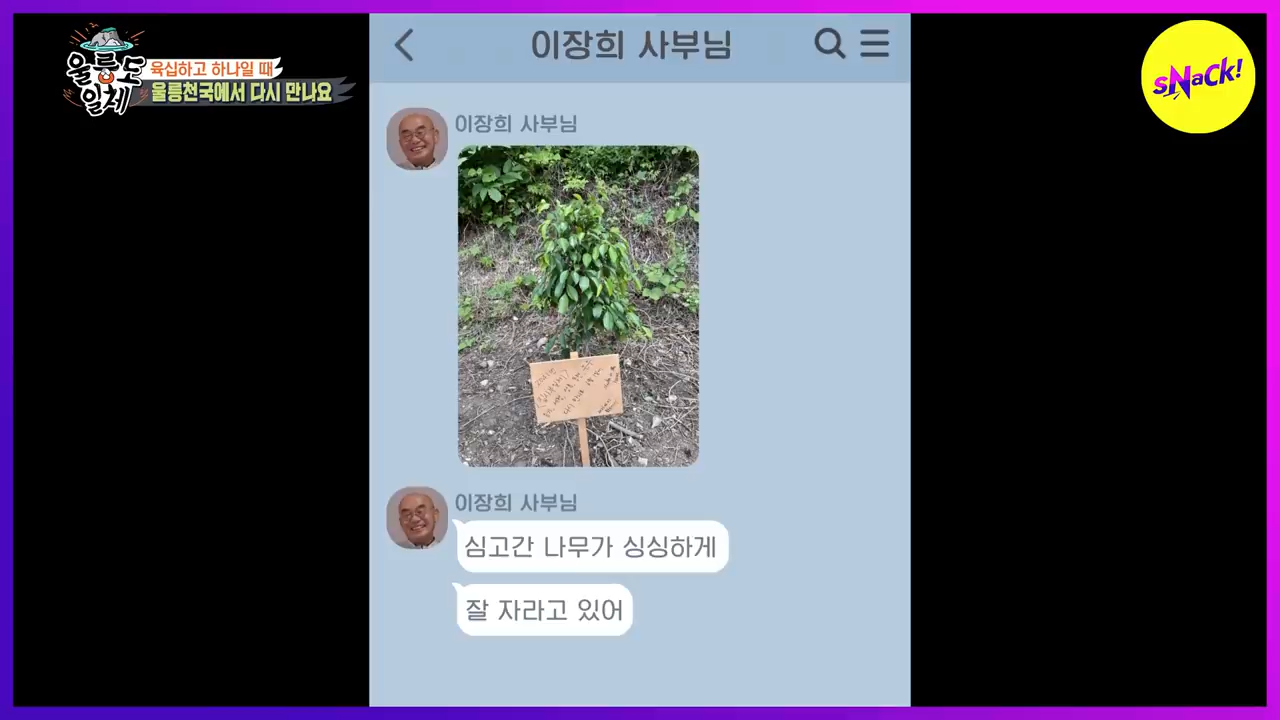 울릉도
일체
육십하고 하나일 때
울릉천국에서 다시 만나요
이장희 사부님
sNaCK!
이장희 사부님
이장희 사부님
심고간 나무가 싱싱하게
잘 자라고 있어